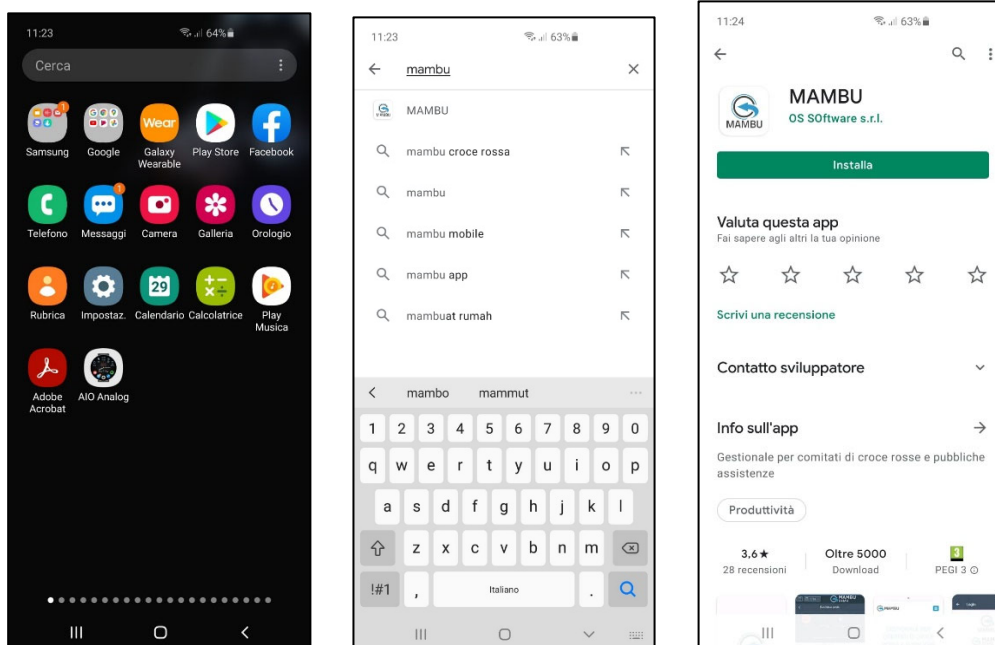 11:23 64%
Cerca
1
Wear
Samsung Google Galaxy Wearable Play Store Facebook
1
Telefono Messaggi Camera Galleria Orologio
29
Rubrica Impostaz. Calendario Calcolatrice Play Musica
Adobe Acrobat AIO Analog
11:23 63%
mambu
MAMBU
mambu croce rossa
mambu
mambu mobile
mambu app
mambuat rumah
mambo mammut
1 2 3 4 5 6 7 8 9 0
q w e r t y u i o p
a s d f g h j k l
z x c v b n m
!#1 , Italiano .
11:24 63%
MAMBU
MAMBU
OS SOftware s.r.l.
Installa
Valuta questa app
Fai sapere agli altri la tua opinione
Scrivi una recensione
Contatto sviluppatore
Info sull'app
Gestionale per comitati di croce rosse e pubbliche
assistenze
Produttività
3,6★ Oltre 5000 3
28 recensioni Download PEGI 3
MAMBU